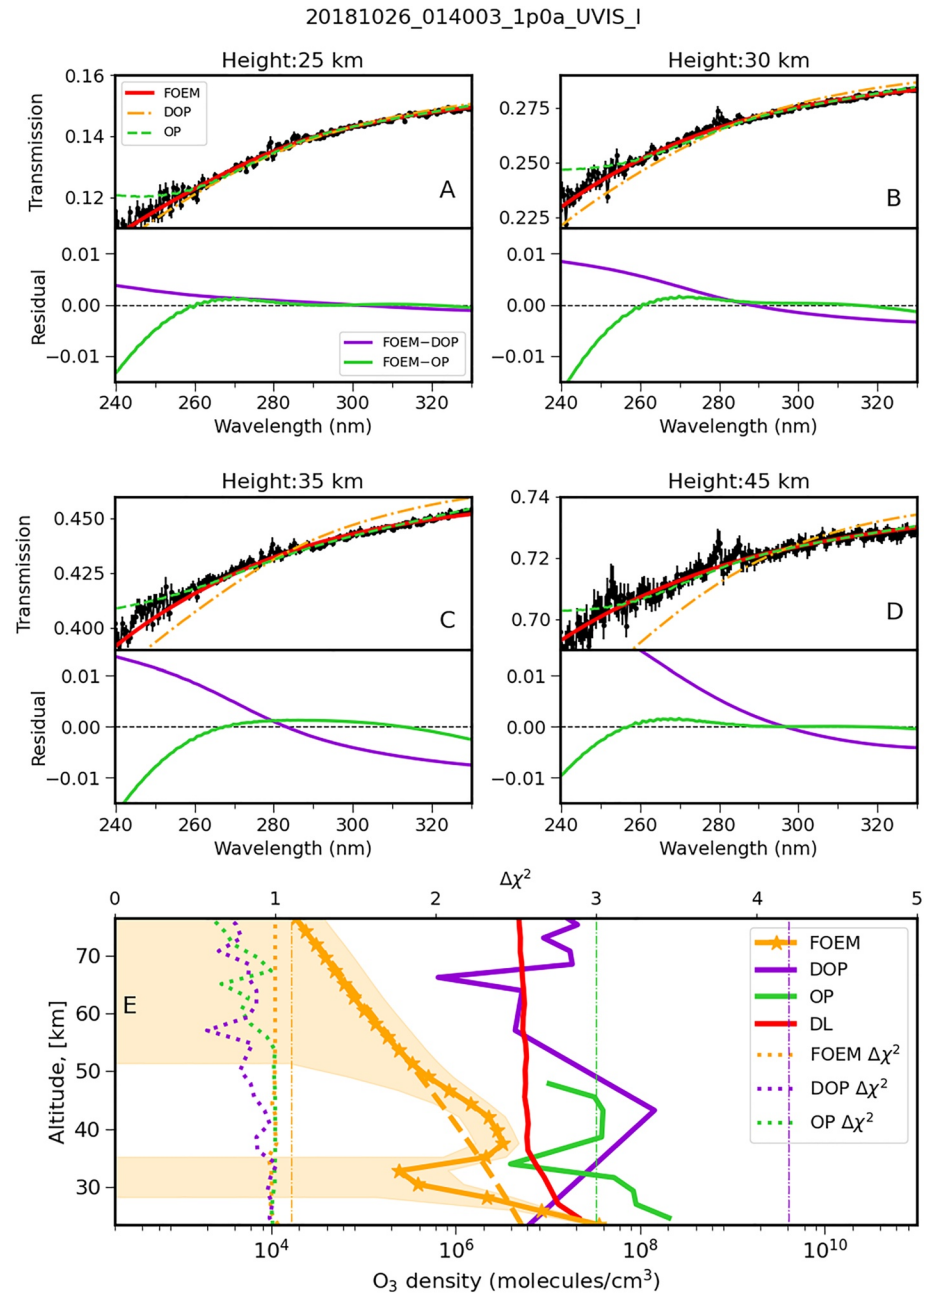 20181026_014003_1p0a_UVIS_I
Height:25 km
Height:30 km
0.16
0.14
0.12
Transmission
FOEM
DOP
OP
A
0.275
0.250
0.225
Transmission
B
0.01
0.00
−0.01
Residual
FOEM−DOP
FOEM−OP
0.01
0.00
−0.01
Residual
240 260 280 300 320
Wavelength (nm)
240 260 280 300 320
Wavelength (nm)
Height:35 km
Height:45 km
0.450
0.425
0.400
Transmission
C
0.74
0.72
0.70
Transmission
D
0.01
0.00
−0.01
Residual
0.01
0.00
−0.01
Residual
240 260 280 300 320
Wavelength (nm)
240 260 280 300 320
Wavelength (nm)
Δχ²
0 1 2 3 4 5
70
60
50
40
30
Altitude, [km]
E
FOEM
DOP
OP
DL
FOEM Δχ²
DOP Δχ²
OP Δχ²
10⁴ 10⁶ 10⁸ 10¹⁰
O₃ density (molecules/cm³)